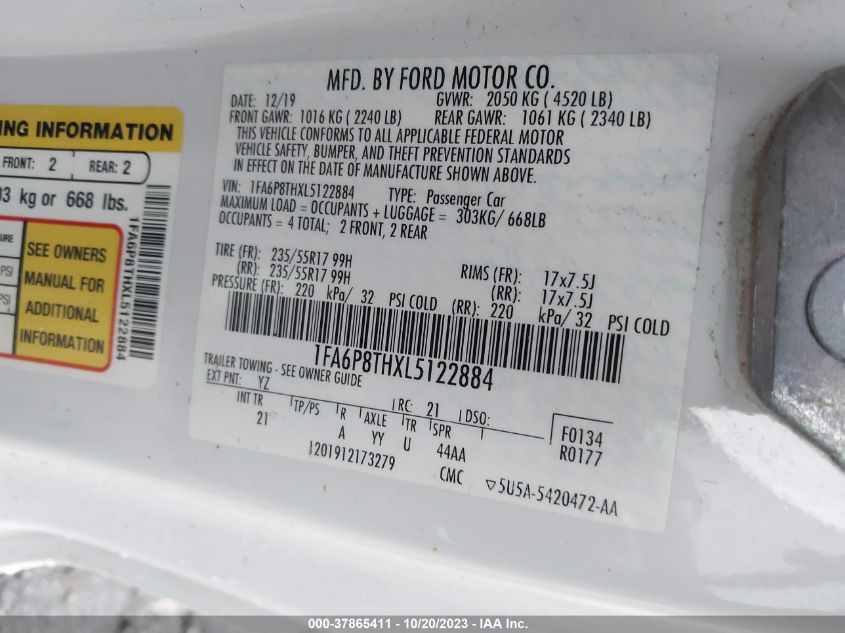 NG INFORMATION
FRONT: 2 REAR: 2
03 kg or 668 lbs.
URE
PSI
PSI
SEE OWNERS
MANUAL FOR
ADDITIONAL
INFORMATION
1FA6P8THXL5122884
MFD. BY FORD MOTOR CO.
DATE: 12/19 GVWR: 2050 KG ( 4520 LB)
FRONT GAWR: 1016 KG ( 2240 LB) REAR GAWR: 1061 KG ( 2340 LB)
THIS VEHICLE CONFORMS TO ALL APPLICABLE FEDERAL MOTOR
VEHICLE SAFETY, BUMPER, AND THEFT PREVENTION STANDARDS
IN EFFECT ON THE DATE OF MANUFACTURE SHOWN ABOVE.
VIN: 1FA6P8THXL5122884 TYPE: Passenger Car
MAXIMUM LOAD = OCCUPANTS + LUGGAGE = 303KG/ 668LB
OCCUPANTS = 4 TOTAL; 2 FRONT, 2 REAR
TIRE (FR): 235/55R17 99H RIMS (FR): 17x7.5J
(RR): 235/55R17 99H (RR): 17x7.5J
PRESSURE (FR): 220 kPa/ 32 PSI COLD (RR): 220 kPa/ 32 PSI COLD
1FA6P8THXL5122884
TRAILER TOWING - SEE OWNER GUIDE
EXT PNT: YZ RC: 21 DSO:
INT TR TP/PS R AXLE TR SPR
21 A YY U 44AA
F0134
R0177
1201912173279 CMC ▽5U5A-5420472-AA
000-37865411 - 10/20/2023 - IAA Inc.